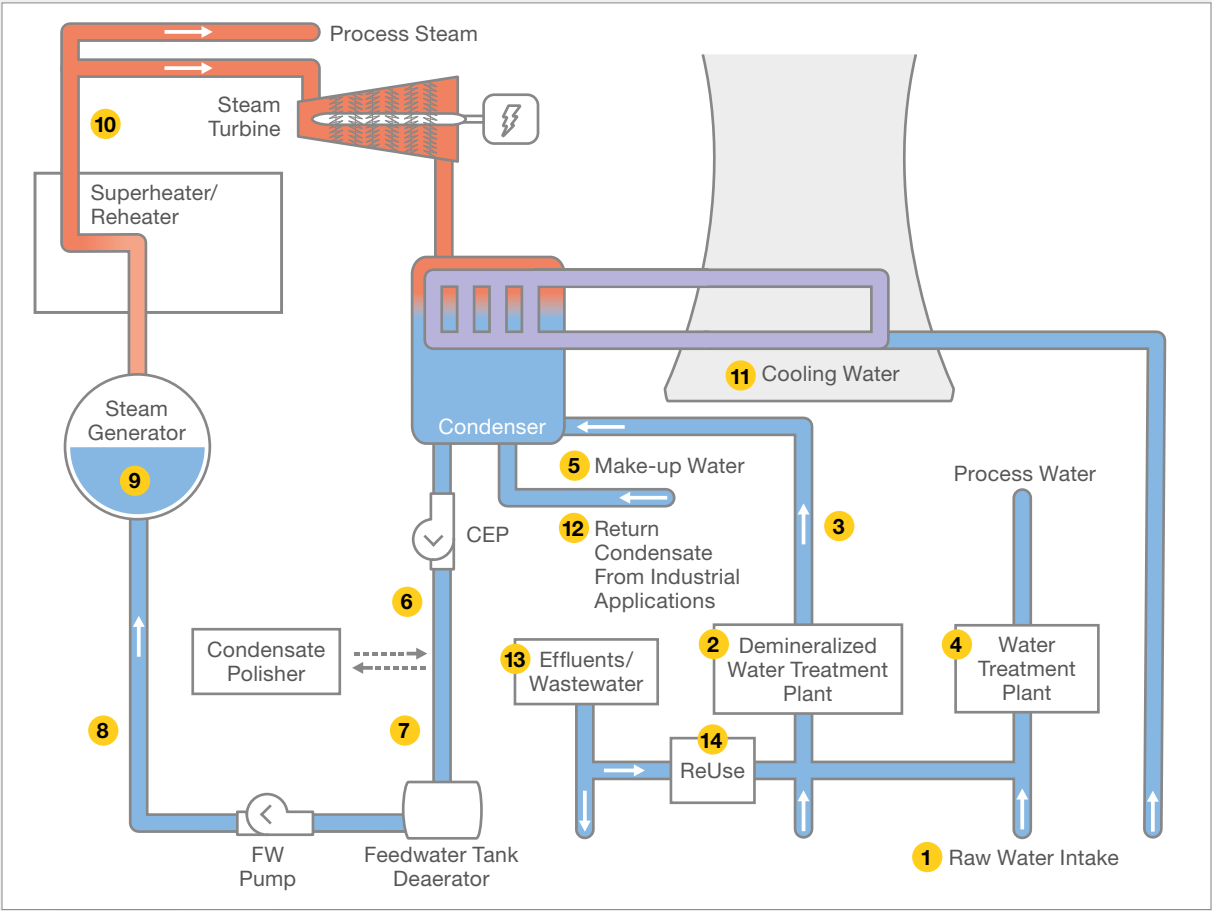 Process Steam
Steam
Turbine
10
Superheater/
Reheater
11 Cooling Water
Steam
Generator
9
Condenser
5 Make-up Water
Process Water
CEP
12 Return
Condensate
From Industrial
Applications
3
6
Condensate
Polisher
13 Effluents/
Wastewater
2 Demineralized
Water Treatment
Plant
4 Water
Treatment
Plant
8
7
14
ReUse
FW
Pump
Feedwater Tank
Deaerator
1 Raw Water Intake